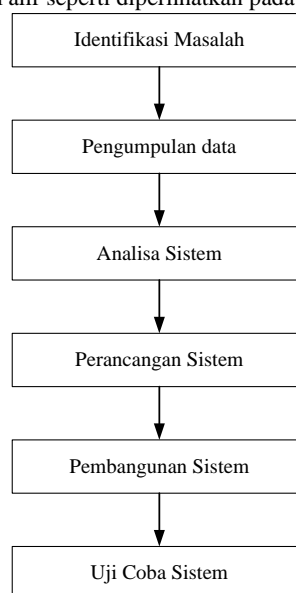 seperti diperlihatkan pada
Identifikasi Masalah
Pengumpulan data
Analisa Sistem
Perancangan Sistem
Pembangunan Sistem
Uji Coba Sistem